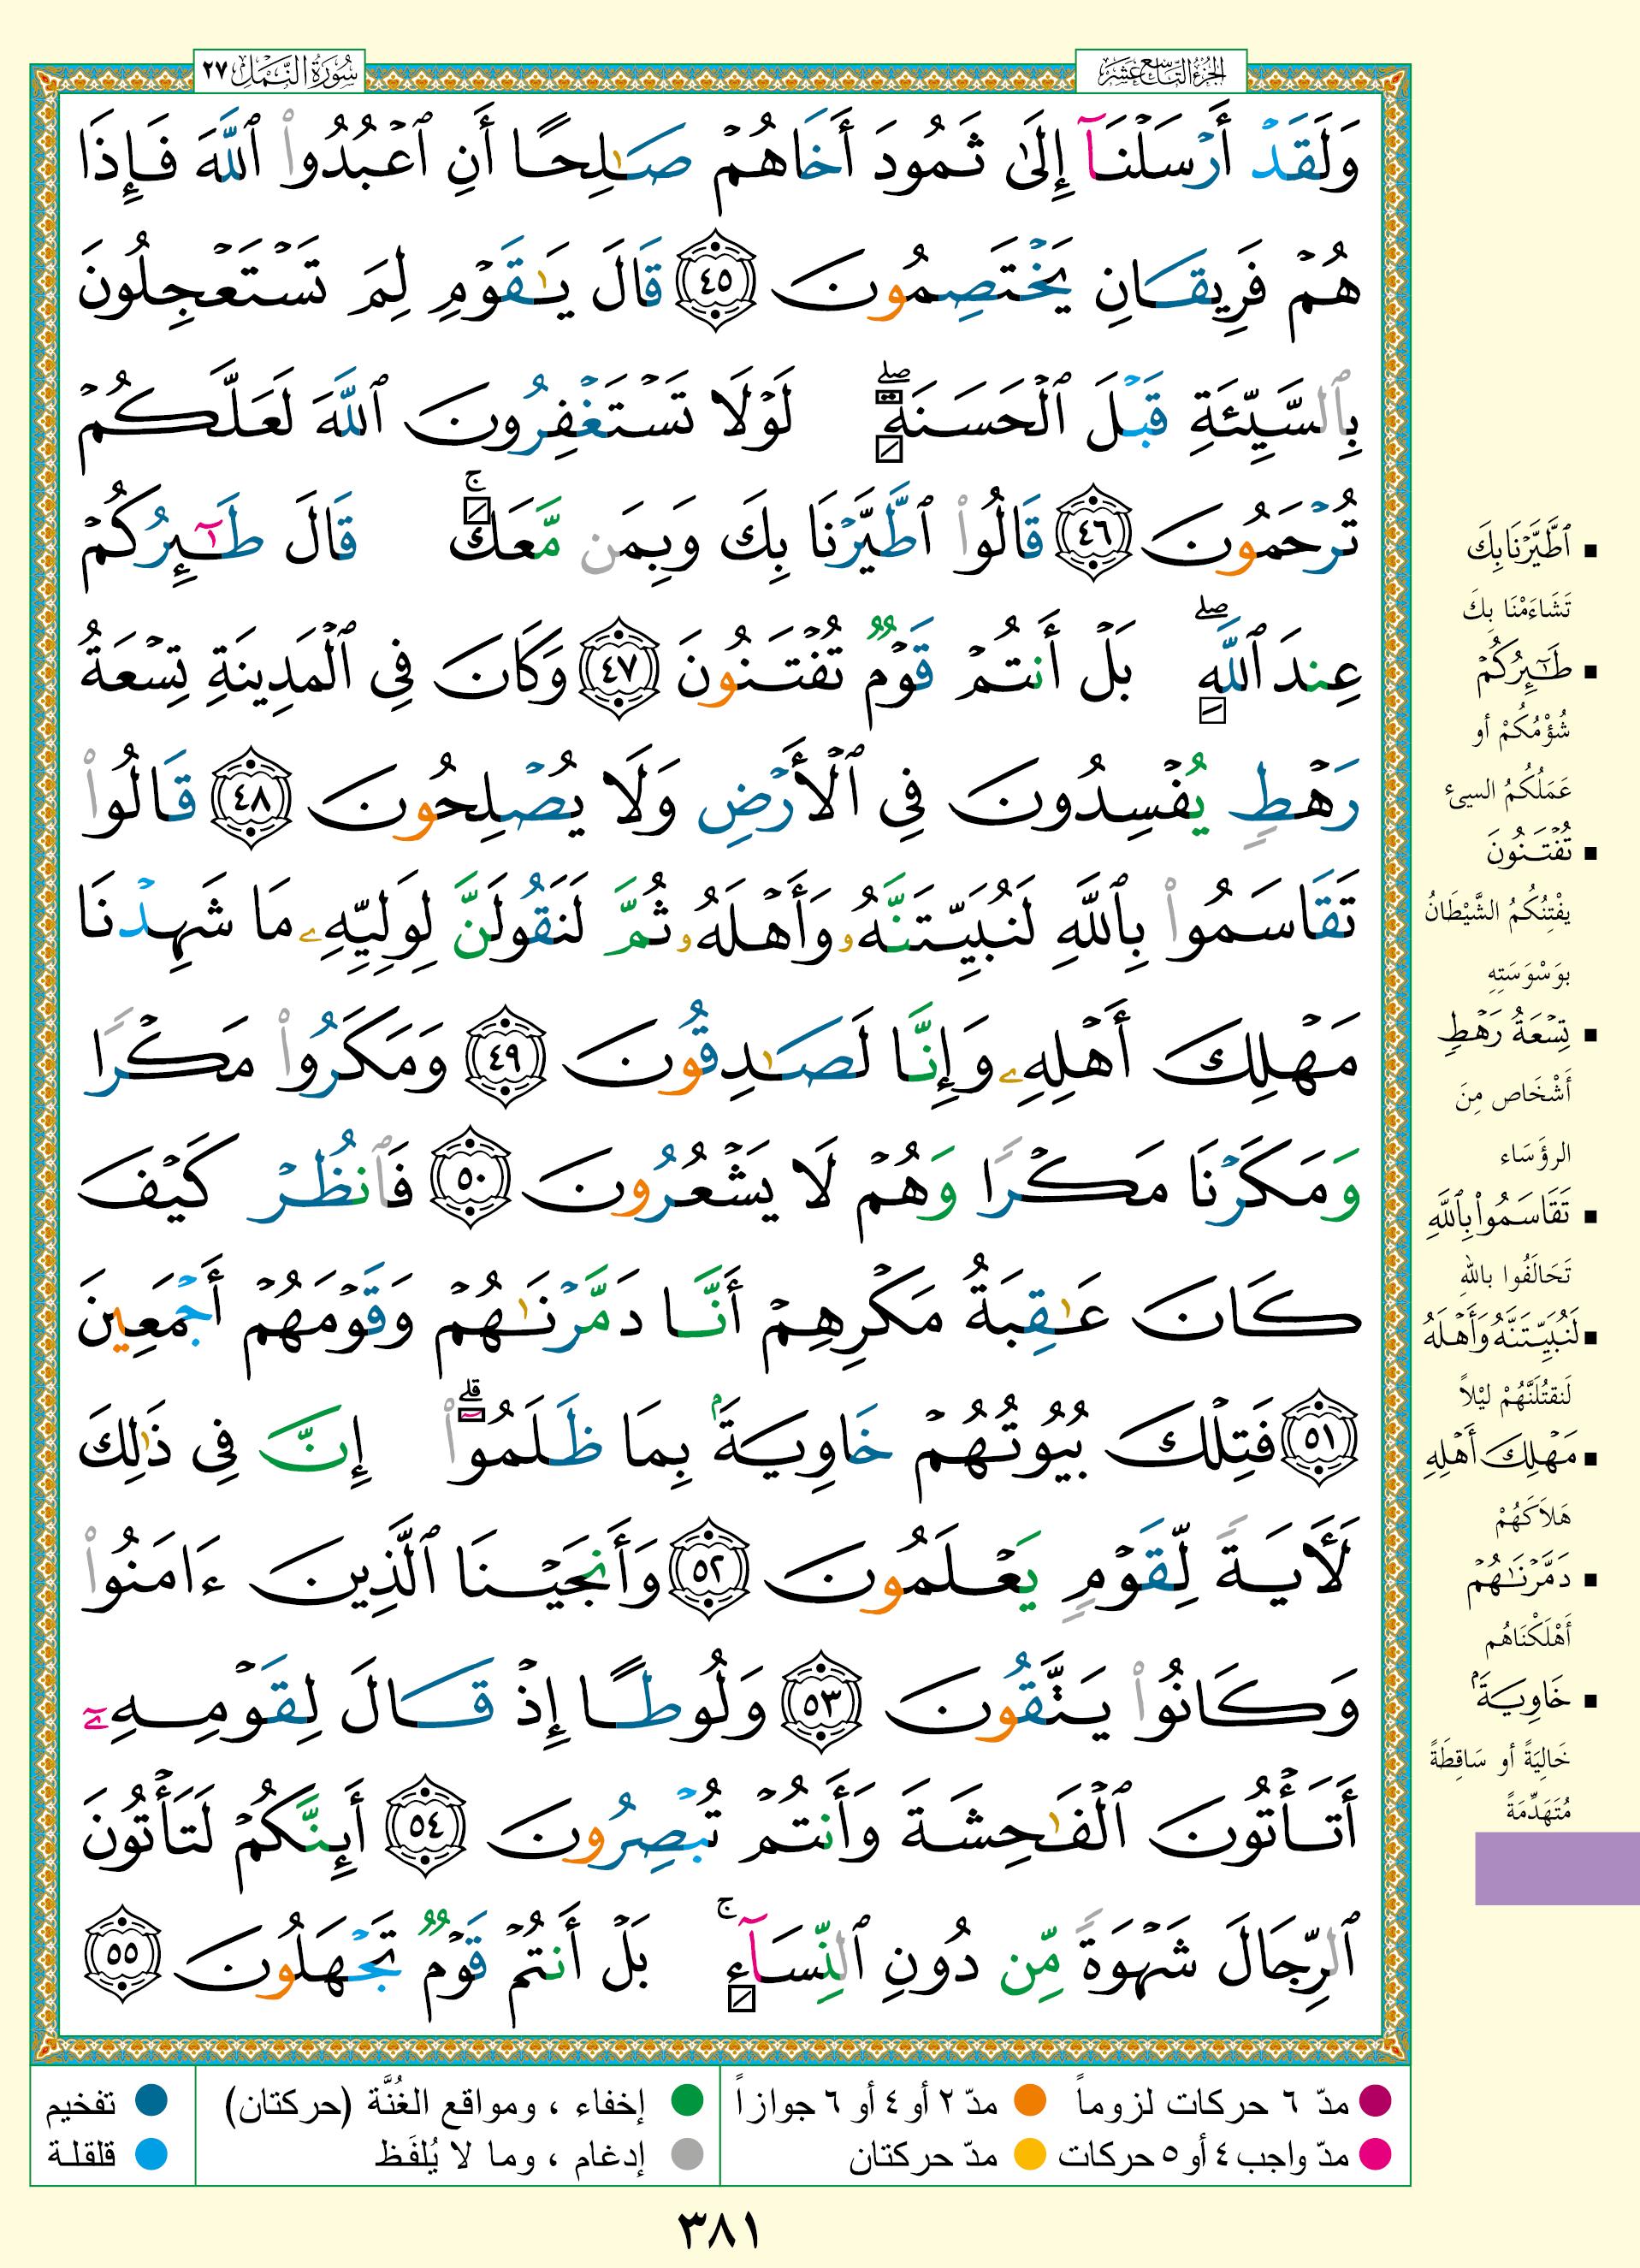 الجزء التاسع عشر
سورة النمل ٢٧
وَلَقَدْ أَرْسَلْنَآ إِلَىٰ ثَمُودَ أَخَاهُمْ صَـٰلِحًا أَنِ ٱعْبُدُوا۟ ٱللَّهَ فَإِذَا
هُمْ فَرِيقَانِ يَخْتَصِمُونَ ٤٥ قَالَ يَـٰقَوْمِ لِمَ تَسْتَعْجِلُونَ
بِٱلسَّيِّئَةِ قَبْلَ ٱلْحَسَنَةِ ۖ لَوْلَا تَسْتَغْفِرُونَ ٱللَّهَ لَعَلَّكُمْ
تُرْحَمُونَ ٤٦ قَالُوا۟ ٱطَّيَّرْنَا بِكَ وَبِمَن مَّعَكَ ۚ قَالَ طَـٰٓئِرُكُمْ
عِندَ ٱللَّهِ ۖ بَلْ أَنتُمْ قَوْمٌ تُفْتَنُونَ ٤٧ وَكَانَ فِى ٱلْمَدِينَةِ تِسْعَةُ
رَهْطٍ يُفْسِدُونَ فِى ٱلْأَرْضِ وَلَا يُصْلِحُونَ ٤٨ قَالُوا۟
تَقَاسَمُوا۟ بِٱللَّهِ لَنُبَيِّتَنَّهُۥ وَأَهْلَهُۥ ثُمَّ لَنَقُولَنَّ لِوَلِيِّهِۦ مَا شَهِدْنَا
مَهْلِكَ أَهْلِهِۦ وَإِنَّا لَصَـٰدِقُونَ ٤٩ وَمَكَرُوا۟ مَكْرًا
وَمَكَرْنَا مَكْرًا وَهُمْ لَا يَشْعُرُونَ ٥٠ فَٱنظُرْ كَيْفَ
كَانَ عَـٰقِبَةُ مَكْرِهِمْ أَنَّا دَمَّرْنَـٰهُمْ وَقَوْمَهُمْ أَجْمَعِينَ
٥١ فَتِلْكَ بُيُوتُهُمْ خَاوِيَةًۢ بِمَا ظَلَمُوٓا۟ ۗ إِنَّ فِى ذَٰلِكَ
لَـَٔايَةً لِّقَوْمٍ يَعْلَمُونَ ٥٢ وَأَنجَيْنَا ٱلَّذِينَ ءَامَنُوا۟
وَكَانُوا۟ يَتَّقُونَ ٥٣ وَلُوطًا إِذْ قَالَ لِقَوْمِهِۦٓ
أَتَأْتُونَ ٱلْفَـٰحِشَةَ وَأَنتُمْ تُبْصِرُونَ ٥٤ أَئِنَّكُمْ لَتَأْتُونَ
ٱلرِّجَالَ شَهْوَةً مِّن دُونِ ٱلنِّسَآءِ ۚ بَلْ أَنتُمْ قَوْمٌ تَجْهَلُونَ ٥٥
ٱطَّيَّرْنَا بِكَ
تَشَاءَمْنَا بِكَ
طَـٰٓئِرُكُمْ
شُؤْمُكُمْ أو
عَمَلُكُمُ السيئ
تُفْتَنُونَ
يفْتِنُكُمُ الشَّيْطَانُ
بوَسْوَسَتِهِ
تِسْعَةُ رَهْطٍ
أَشْخَاص مِنَ
الرؤَسَاء
تَقَاسَمُوا۟ بِٱللَّهِ
تَحَالَفُوا باللهِ
لَنُبَيِّتَنَّهُ وَأَهْلَهُ
لَنقتُلَنَّهُمْ ليْلاً
مَهْلِكَ أَهْلِهِ
هَلاَكَهُمْ
دَمَّرْنَـٰهُمْ
أَهْلَكْنَاهُم
خَاوِيَةًۢ
خَالِيَةً أو سَاقِطَةً
مُتَهَدِّمَةً
مدّ ٦ حركات لزوماً
مدّ ٢ أو ٤ أو ٦ جوازاً
إخفاء ، ومواقع الغُنَّة (حركتان)
تفخيم
مدّ واجب ٤ أو ٥ حركات
مدّ حركتان
إدغام ، وما لا يُلفَظ
قلقلة
٣٨١